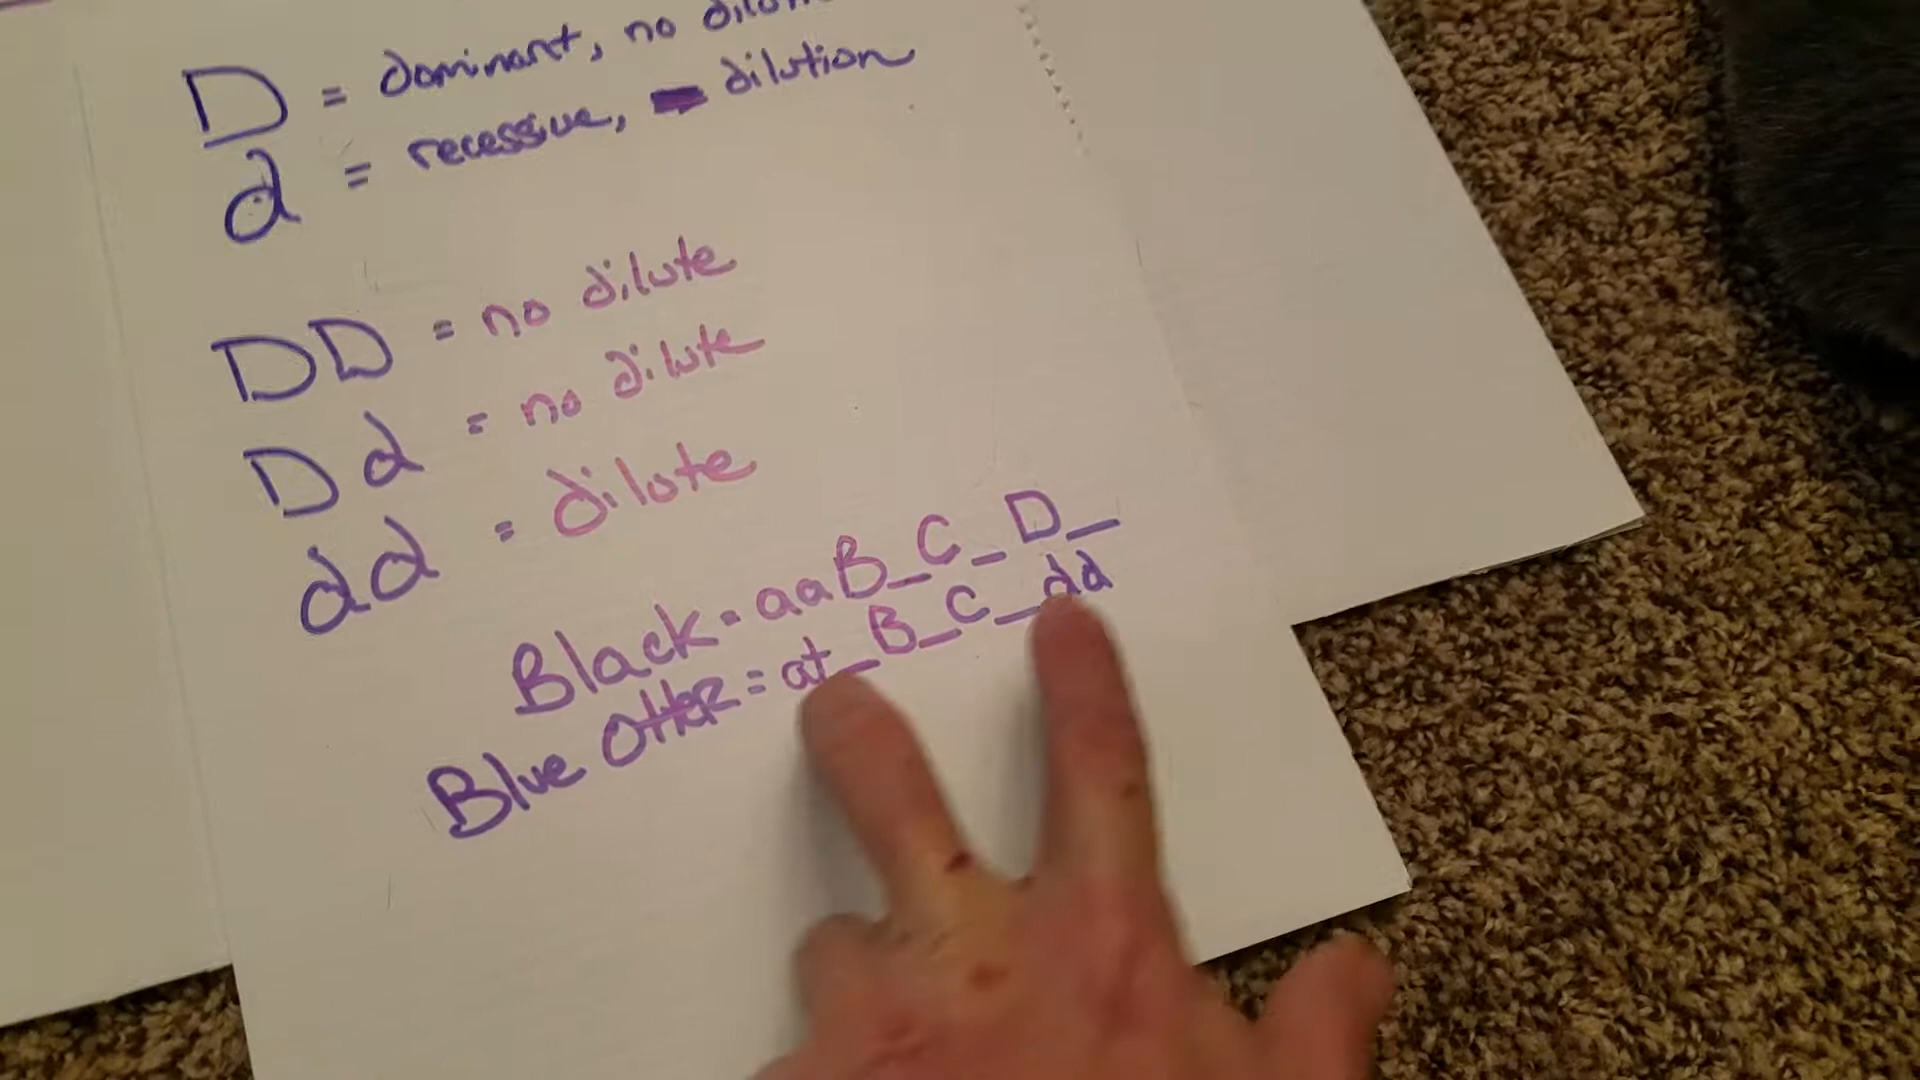 D = dominant, no
d = recessive, dilution
DD = no dilute
Dd = no dilute
dd = dilute
Black = aaB_C_D_
Blue Otter = at_B_C_dd